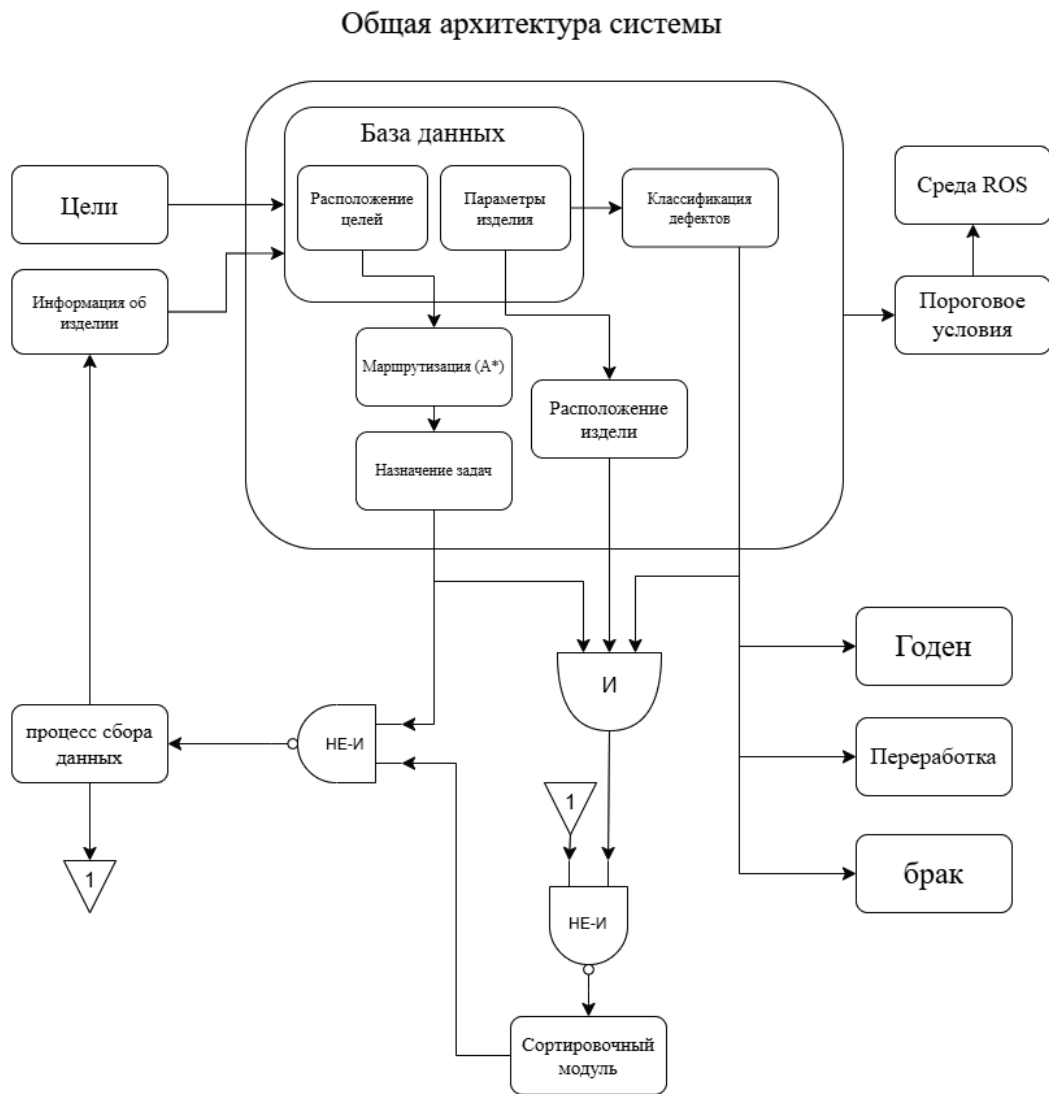 Общая архитектура системы
База данных
Цели
Расположение
целей
Параметры
изделия
Классификация
дефектов
Среда ROS
Информация об
изделии
Пороговое
условия
Маршрутизация (А*)
Расположение
издели
Назначение задач
И
Годен
процесс сбора
данных
НЕ-И
Переработка
1
1
брак
НЕ-И
Сортировочный
модуль